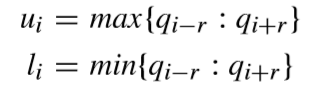 u_i = max{q_{i−r} : q_{i+r}}
l_i = min{q_{i−r} : q_{i+r}}